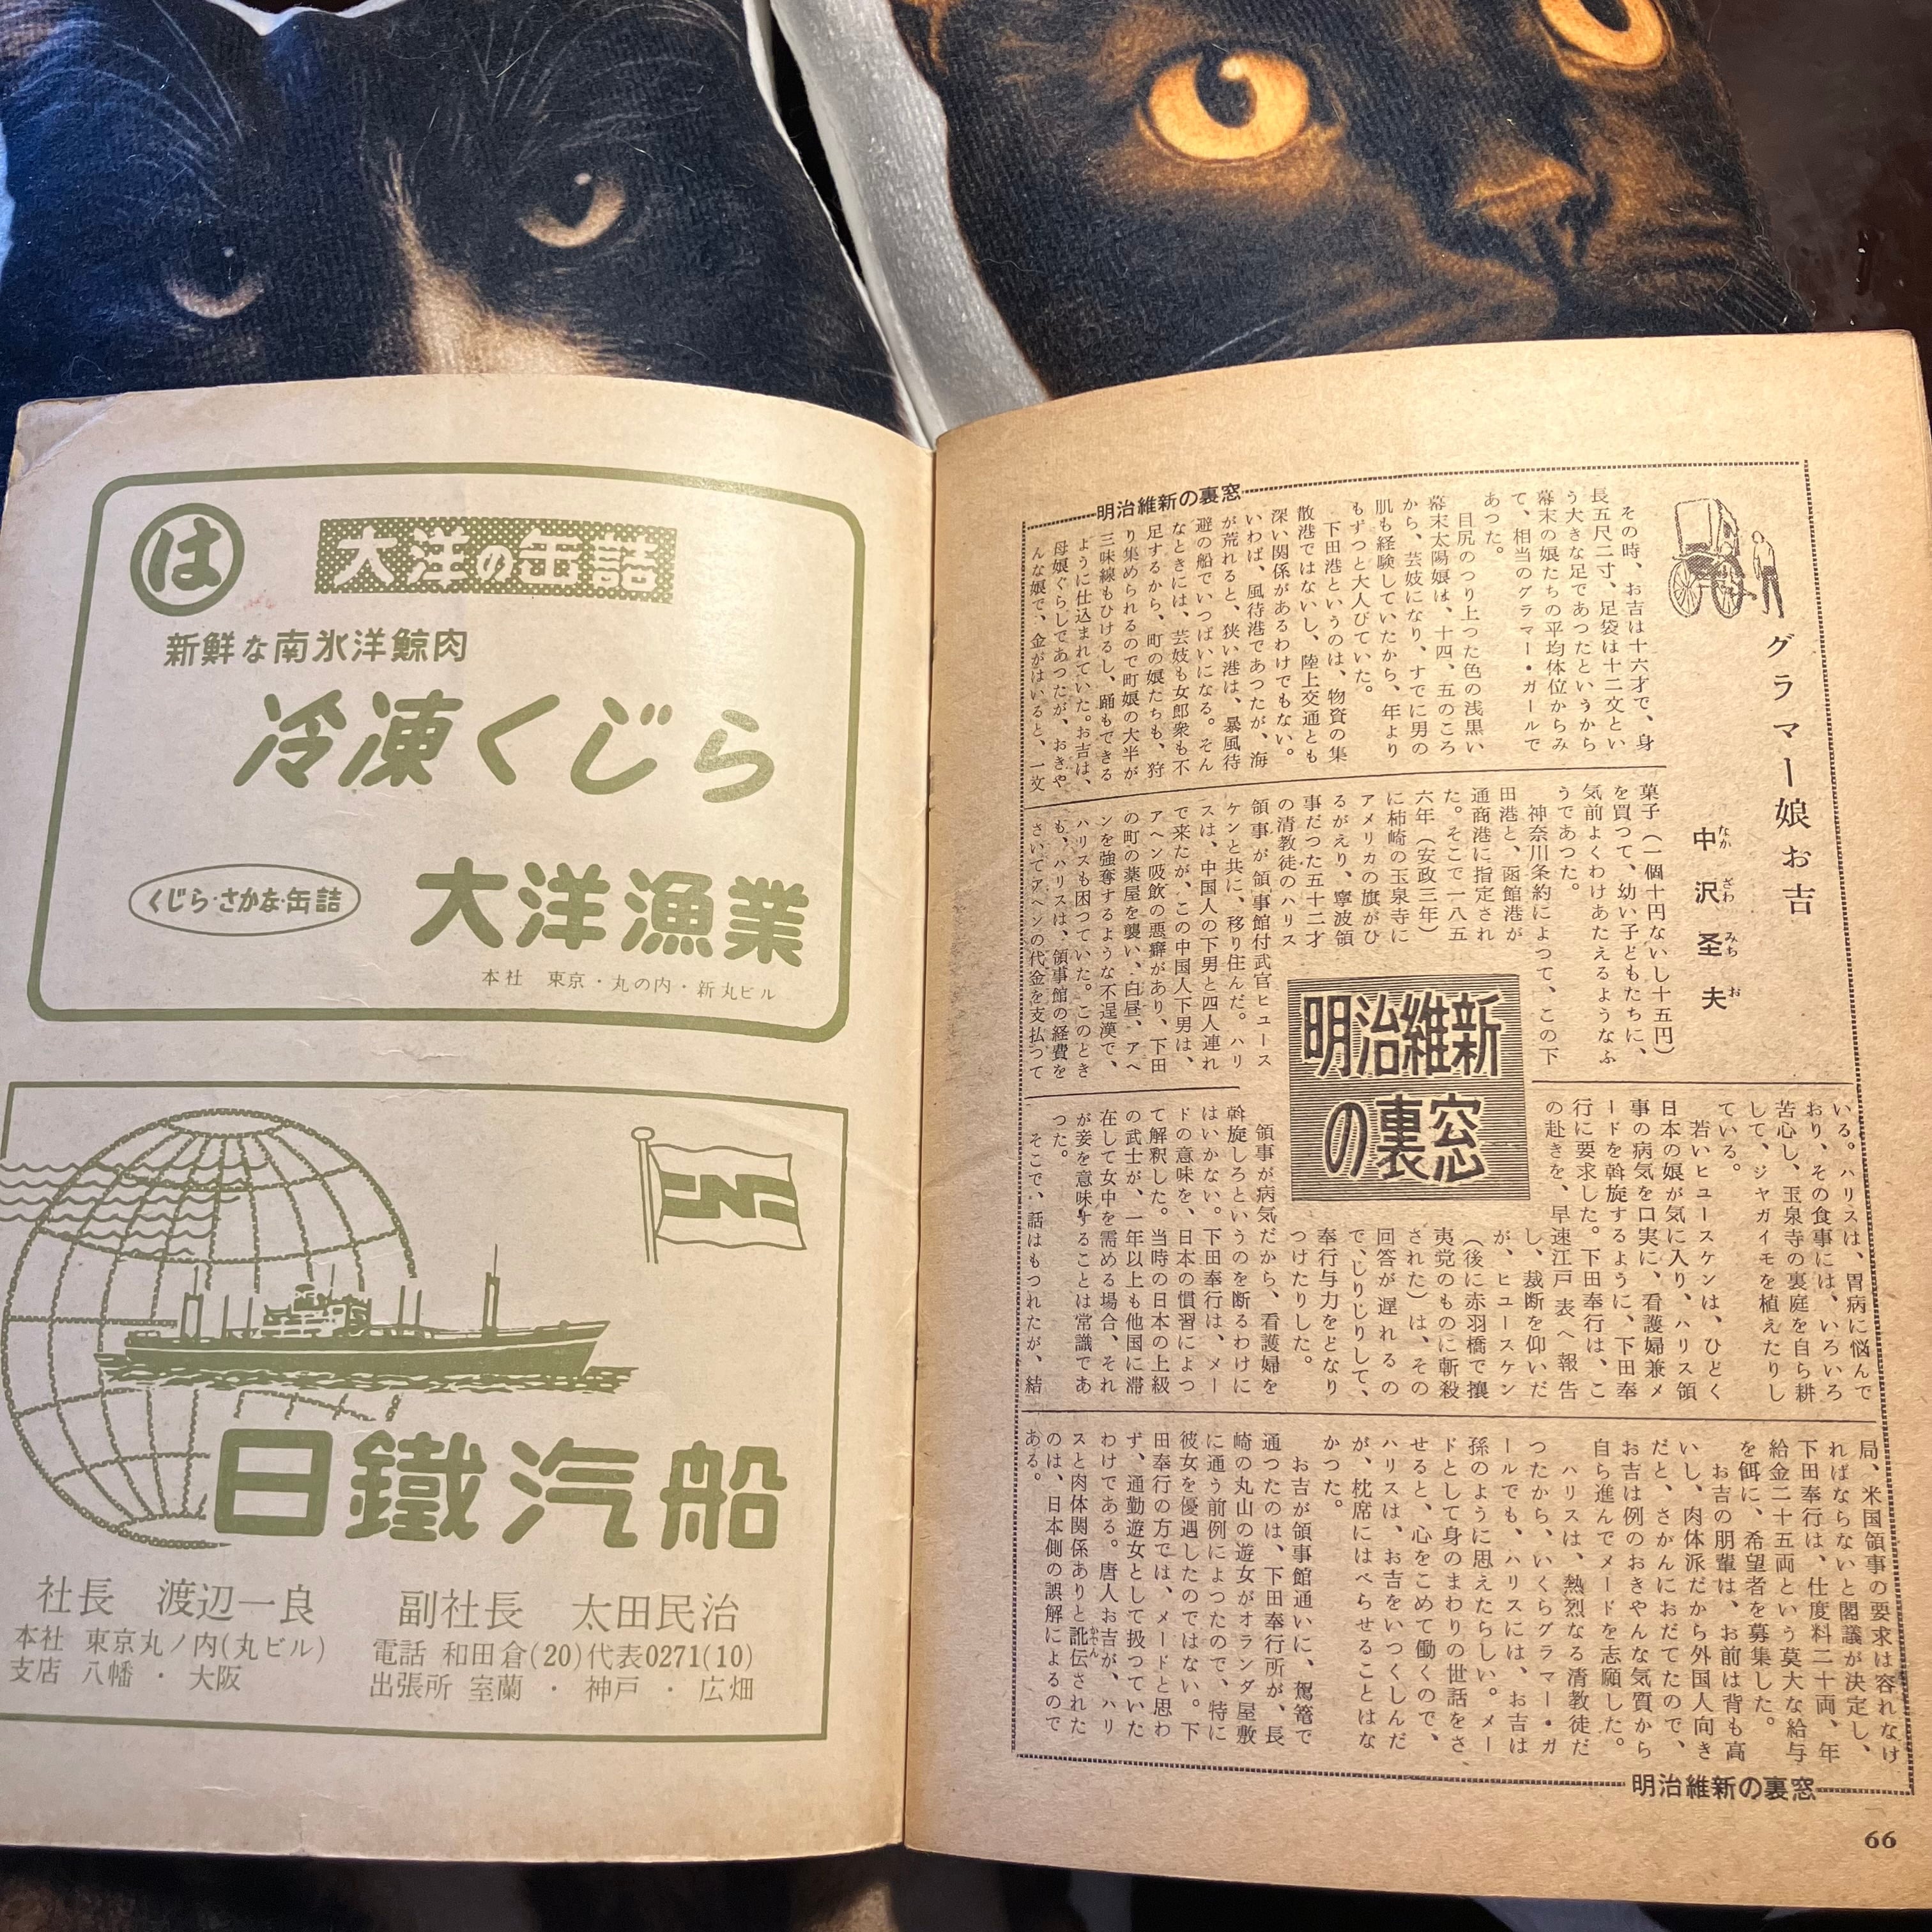 明治維新の裏窓
グラマー娘お吉
中沢圣夫
なか ざわ みち お
その時、お吉は十六才で、身
長五尺二寸、足袋は十二文とい
う大きな足であつたというから
幕末の娘たちの平均体位からみ
て、相当のグラマー・ガールで
あつた。
目尻のつり上つた色の浅黒い
幕末太陽娘は、十四、五のころ
から、芸妓になり、すでに男の
肌も経験していたから、年より
もずつと大人びていた。
下田港というのは、物資の集
散港ではないし、陸上交通とも
深い関係があるわけでもない。
いわば、風待港であつたが、海
が荒れると、狭い港は、暴風待
避の船でいつぱいになる。そん
なときには、芸妓も女郎衆も不
足するから、町の娘たちも、狩
り集められるので町娘の大半が
三味線もひけるし、踊もできる
ように仕込まれていた。お吉は、
母娘ぐらしであつたが、おきや
んな娘で、金がはいると、一文
菓子（一個十円ないし十五円）
を買つて、幼い子どもたちに、
気前よくわけあたえるようなふ
うであつた。
神奈川条約によつて、この下
田港と、函館港が
通商港に指定され
た。そこで一八五
六年（安政三年）
に柿崎の玉泉寺に
アメリカの旗がひ
るがえり、寧波領
事だつた五十二才
の清教徒のハリス
領事が領事館付武官ヒュース
ケンと共に、移り住んだ。ハリ
スは、中国人の下男と四人連れ
で来たが、この中国人下男は、
アヘン吸飲の悪癖があり、下田
の町の薬屋を襲い、白昼、アヘ
ンを強奪するような不逞漢で、
ハリスも困つていた。このとき
も、ハリスは、領事館の経費を
さいてアヘンの代金を支払つて
いる。ハリスは、胃病に悩んで
おり、その食事には、いろいろ
苦心し、玉泉寺の裏庭を自ら耕
して、ジャガイモを植えたりし
ている。
若いヒュースケンは、ひどく
日本の娘が気に入り、ハリス領
事の病気を口実に、看護婦兼メ
ードを斡旋するように、下田奉
行に要求した。下田奉行は、こ
の赴きを、早速江戸表へ報告
し、裁断を仰いだ
が、ヒュースケン
（後に赤羽橋で攘
夷党のものに斬殺
された）は、その
回答が遅れるの
で、じりじりして、
奉行与力をとなり
つけたりした。
領事が病気だから、看護婦を
斡旋しろというのを断るわけに
はいかない。下田奉行は、メー
ドの意味を、日本の慣習によつ
て解釈した。当時の日本の上級
の武士が、一年以上も他国に滞
在して女中を需める場合、それ
が妾を意味することは常識であ
つた。
そこで、話はもつれたが、結
局、米国領事の要求は容れなけ
ればならないと閣議が決定し、
下田奉行は、仕度料二十両、年
給金二十五両という莫大な給与
を餌に、希望者を募集した。
お吉の朋輩は、お前は背も高
いし、肉体派だから外国人向き
だと、さかんにおだてたので、
お吉は例のおきやんな気質から
自ら進んでメードを志願した。
ハリスは、熱烈なる清教徒だ
つたから、いくらグラマー・ガ
ールでも、ハリスには、お吉は
孫のように思えたらしい。メー
ドとして身のまわりの世話をさ
せると、心をこめて働くので、
ハリスは、お吉をいつくしんだ
が、枕席にはべらせることはな
かつた。
お吉が領事館通いに、駕篭で
通つたのは、下田奉行所が、長
崎の丸山の遊女がオランダ屋敷
に通う前例によつたので、特に
彼女を優遇したのではない。下
田奉行の方では、メードと思わ
ず、通勤遊女として扱つていた
わけである。唐人お吉が、ハリ
スと肉体関係ありと訛伝された
かでん
のは、日本側の誤解によるので
ある。
明治維新
の裏窓
明治維新の裏窓
66
は
大洋の缶詰
新鮮な南氷洋鯨肉
冷凍くじら
くじら・さかな・缶詰
大洋漁業
本社 東京・丸の内・新丸ビル
日鐵汽船
社長 渡辺一良 副社長 太田民治
本社 東京丸ノ内(丸ビル) 電話 和田倉(20)代表0271(10)
支店 八幡・大阪 出張所 室蘭・神戸・広畑